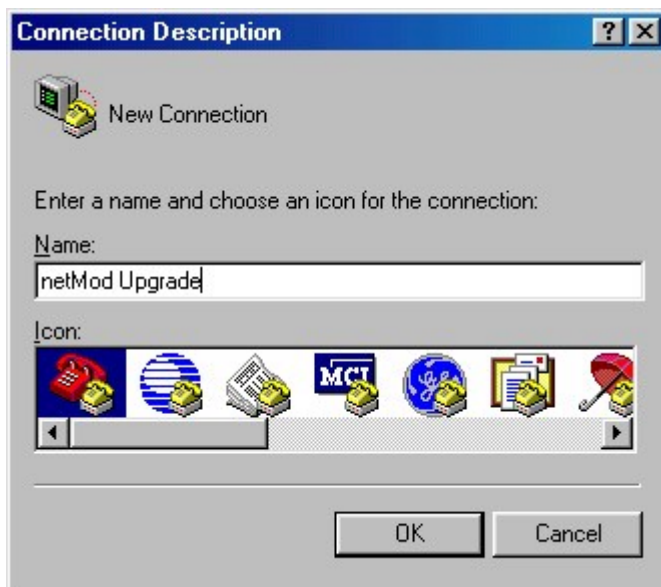 Connection Description
New Connection
Enter a name and choose an icon for the connection:
Name:
netMod Upgrade
Icon:
MCI
OK Cancel